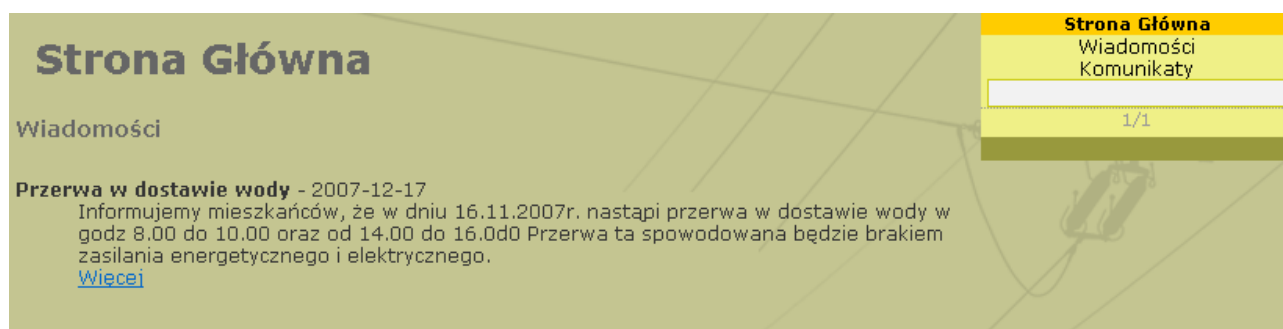 Strona Główna
Wiadomości
Przerwa w dostawie wody - 2007-12-17
Informujemy mieszkańców, że w dniu 16.11.2007r. nastąpi przerwa w dostawie wody w
godz 8.00 do 10.00 oraz od 14.00 do 16.0d0 Przerwa ta spowodowana będzie brakiem
zasilania energetycznego i elektrycznego.
Więcej
Strona Główna
Wiadomości
Komunikaty
1/1